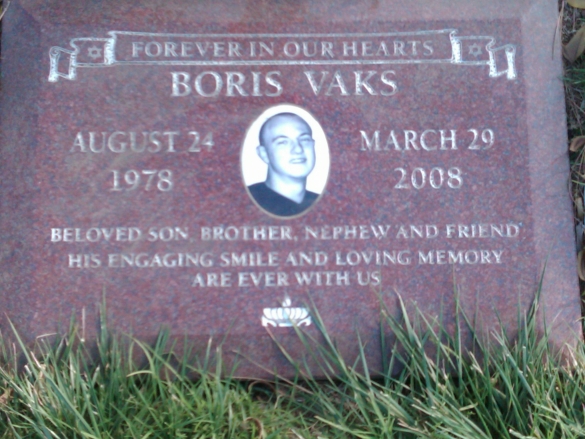 FOREVER IN OUR HEARTS
BORIS VAKS
AUGUST 24
1978
MARCH 29
2008
BELOVED SON, BROTHER, NEPHEW AND FRIEND
HIS ENGAGING SMILE AND LOVING MEMORY
ARE EVER WITH US